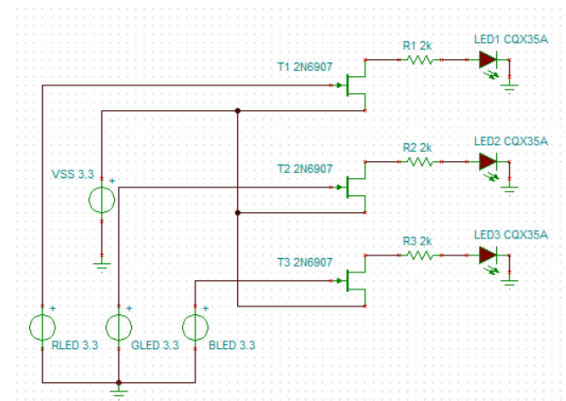 LED1 CQX35A
R1 2k
T1 2N6907
+
LED2 CQX35A
R2 2k
T2 2N6907
VSS 3.3
+
LED3 CQX35A
R3 2k
T3 2N6907
+
+
+
RLED 3.3
GLED 3.3
BLED 3.3